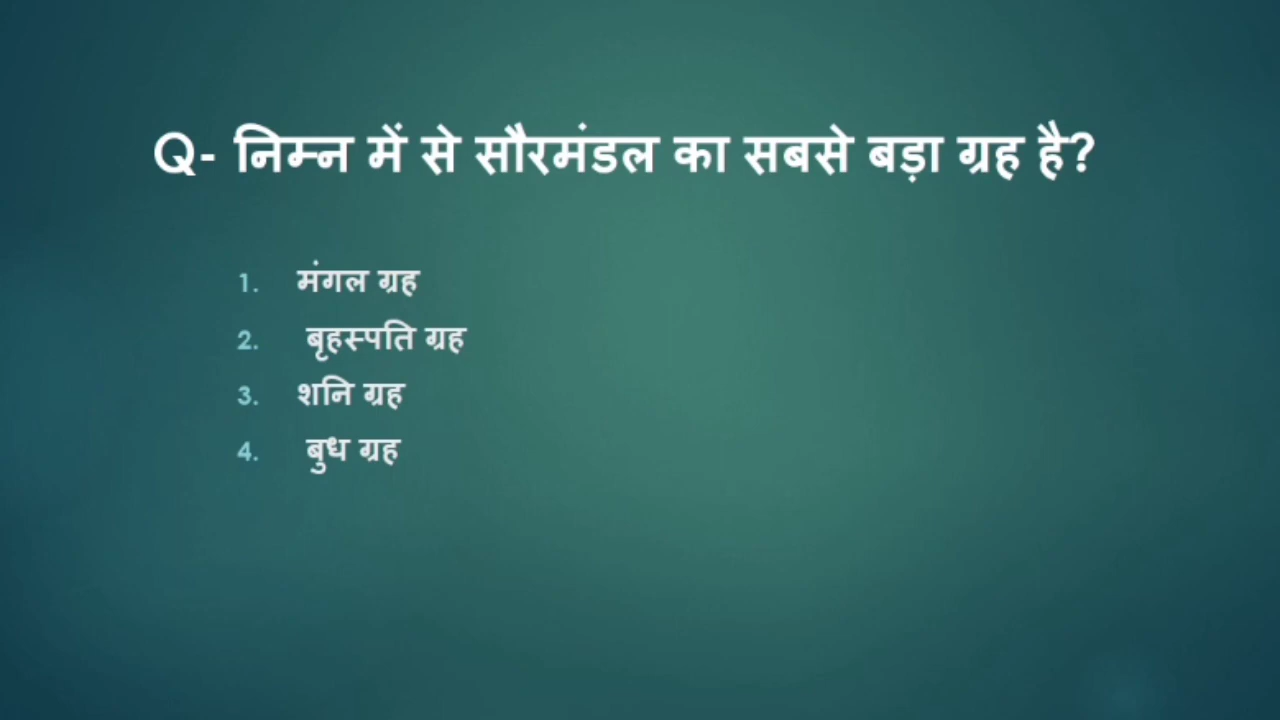 Q- निम्न में से सौरमंडल का सबसे बड़ा ग्रह है?
1. मंगल ग्रह
2. बृहस्पति ग्रह
3. शनि ग्रह
4. बुध ग्रह